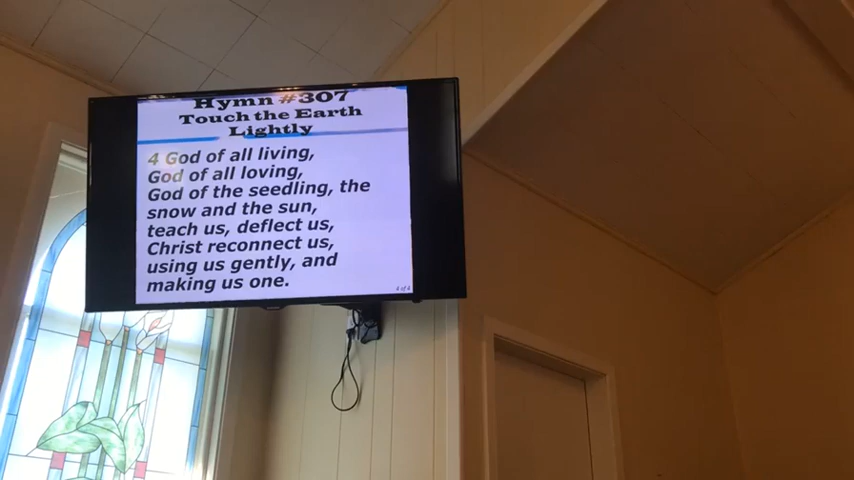 Hymn #307
Touch the Earth
Lightly
4 God of all living,
God of all loving,
God of the seedling, the
snow and the sun,
teach us, deflect us,
Christ reconnect us,
using us gently, and
making us one.
4 of 4